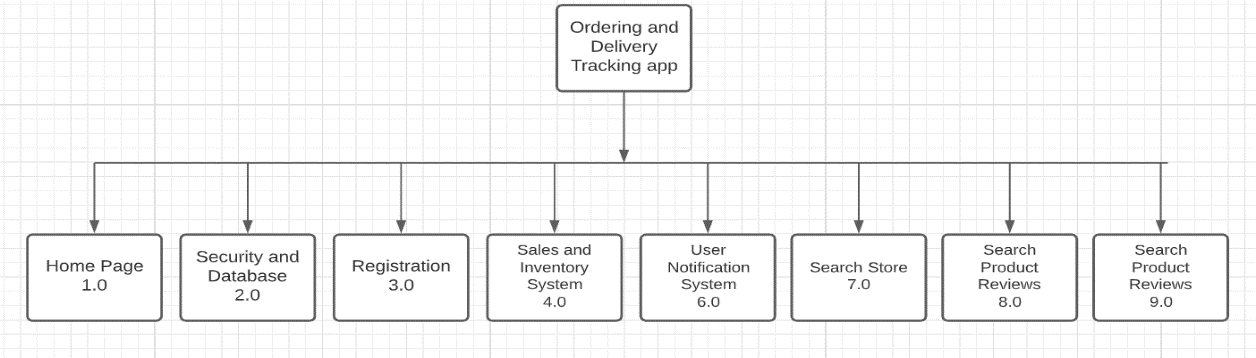 Ordering and
Delivery
Tracking app
Home Page
1.0
Security and
Database
2.0
Registration
3.0
Sales and
Inventory
System
4.0
User
Notification
System
6.0
Search Store
7.0
Search
Product
Reviews
8.0
Search
Product
Reviews
9.0